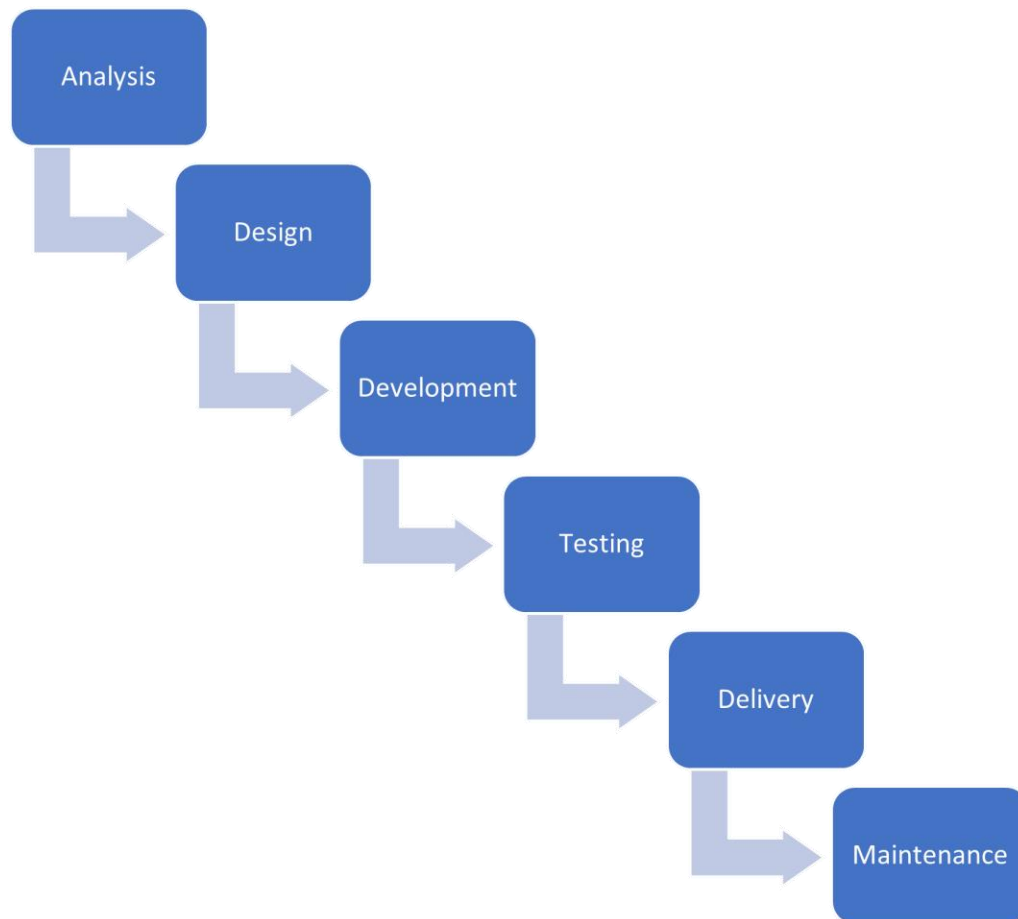 Analysis
Design
Development
Testing
Delivery
Maintenance